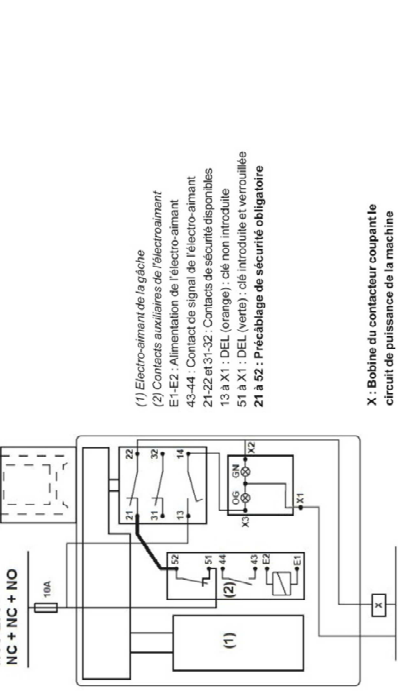 NC + NC + NO
10A
21
22
31
32
13
14
52
51
44
43
E2
E1
(2)
(1)
OG
GN
X3
X2
X1
X
(1) Electro-aimant de la gâche
(2) Contacts auxiliaires de l'électroaimant
E1-E2 : Alimentation de l'électro-aimant
43-44 : Contact de signal de l'électro-aimant
21-22 et 31-32 : Contacts de sécurité disponibles
13 à X1 : DEL (orange) : clé non introduite
51 à X1 : DEL (verte) : clé introduite et verrouillée
21 à 52 : Précâblage de sécurité obligatoire
X : Bobine du contacteur coupant le
circuit de puissance de la machine